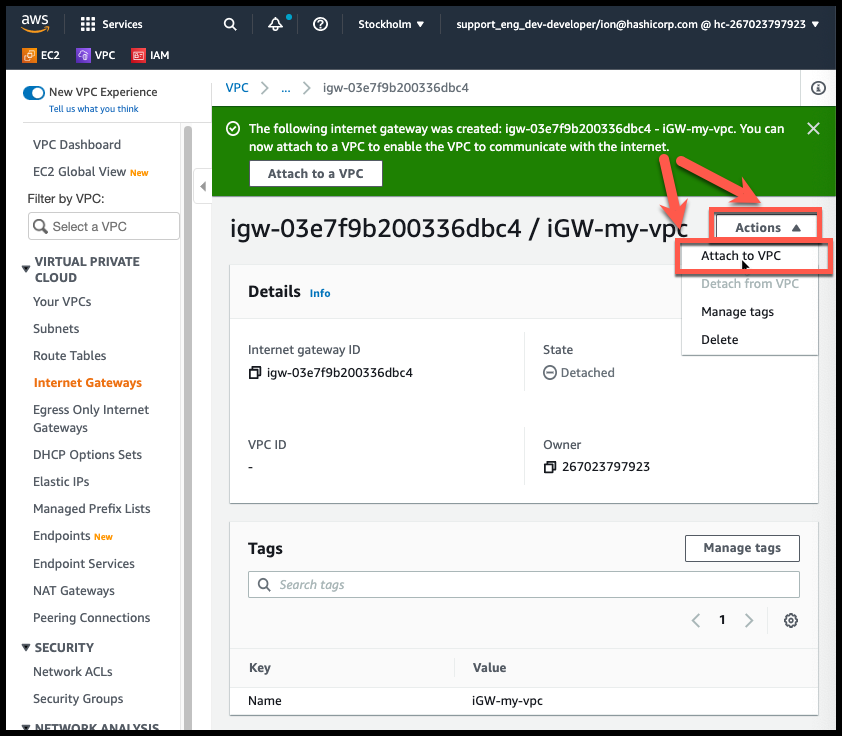 aws
Services
Stockholm
support_eng_dev-developer/ion@hashicorp.com @ hc-267023797923
EC2
VPC
IAM
New VPC Experience
Tell us what you think
VPC Dashboard
EC2 Global View New
Filter by VPC:
Select a VPC
VIRTUAL PRIVATE
CLOUD
Your VPCs
Subnets
Route Tables
Internet Gateways
Egress Only Internet
Gateways
DHCP Options Sets
Elastic IPs
Managed Prefix Lists
Endpoints New
Endpoint Services
NAT Gateways
Peering Connections
SECURITY
Network ACLs
Security Groups
NETWORK ANALYSIS
VPC
...
igw-03e7f9b200336dbc4
The following internet gateway was created: igw-03e7f9b200336dbc4 - iGW-my-vpc. You can
now attach to a VPC to enable the VPC to communicate with the internet.
Attach to a VPC
igw-03e7f9b200336dbc4 / iGW-my-vpc
Actions
Attach to VPC
Detach from VPC
Manage tags
Delete
Details Info
Internet gateway ID
igw-03e7f9b200336dbc4
State
Detached
VPC ID
-
Owner
267023797923
Tags
Manage tags
Search tags
1
Key Value
Name iGW-my-vpc